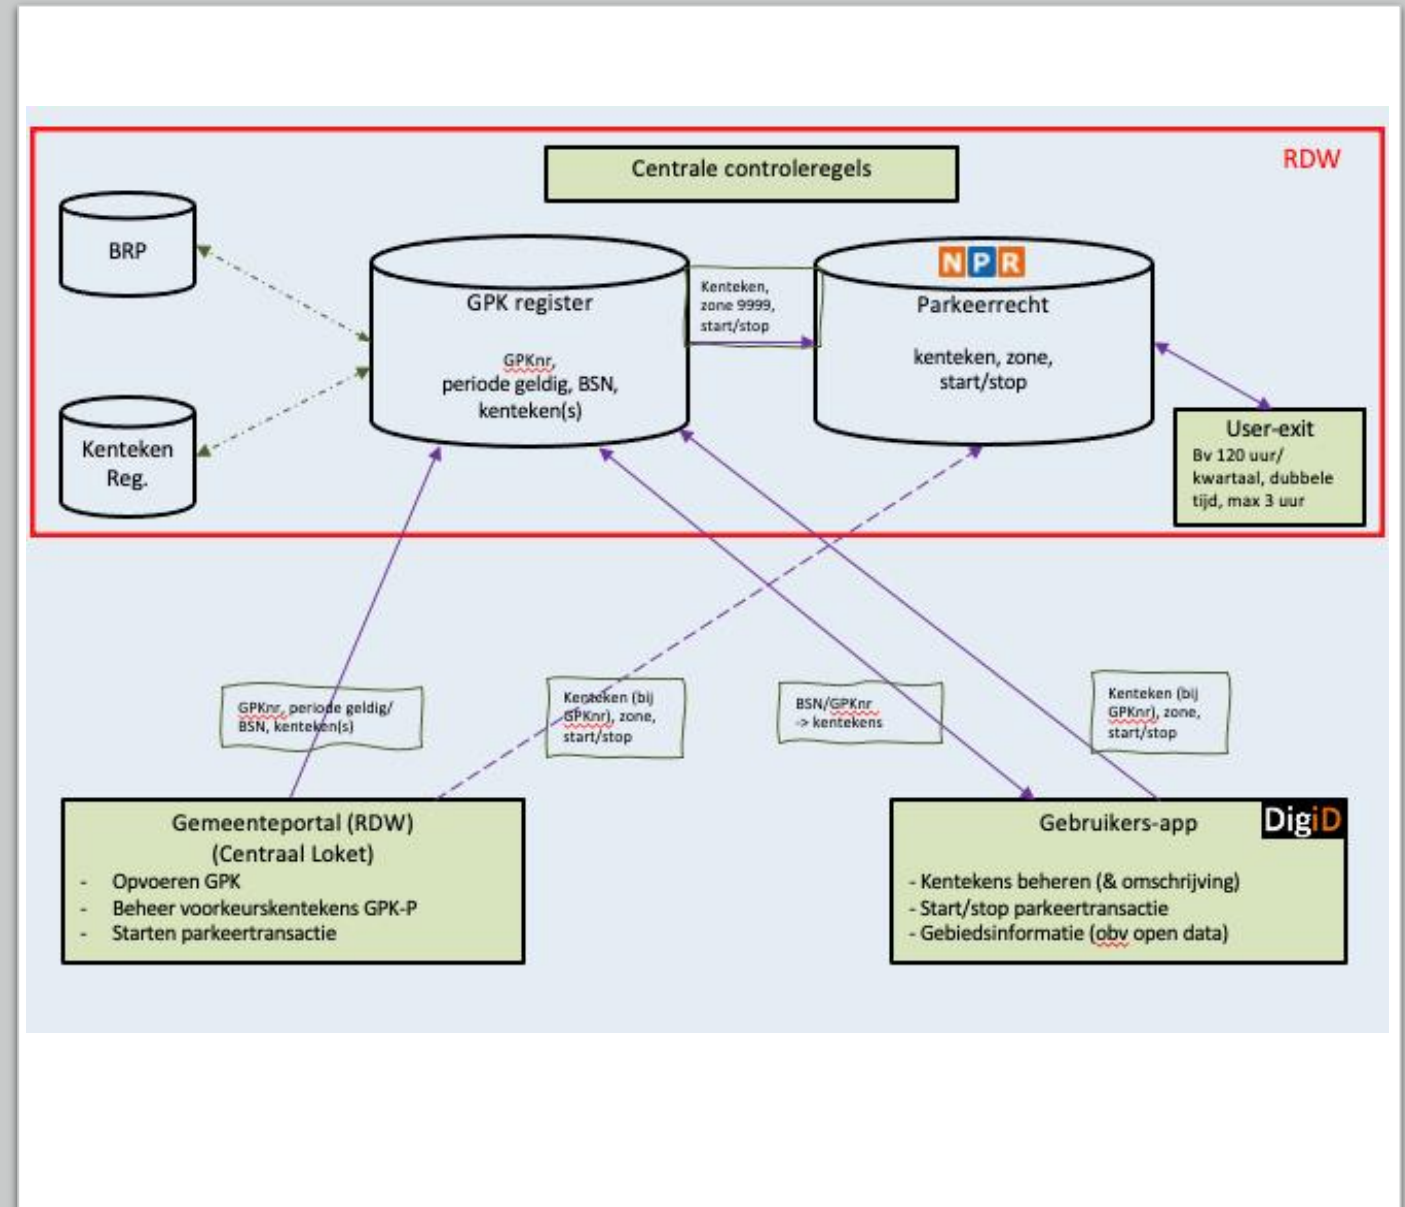 Centrale controleregels
RDW
BRP
NPR
GPK register
Kenteken,
zone 9999,
start/stop
Parkeerrecht
GPKnr,
periode geldig, BSN,
kenteken(s)
kenteken, zone,
start/stop
Kenteken
Reg.
User-exit
Bv 120 uur/
kwartaal, dubbele
tijd, max 3 uur
GPKnr, periode geldig/
BSN, kenteken(s)
Kenteken (bij
GPKnr), zone,
start/stop
BSN/GPKnr
-> kentekens
Kenteken (bij
GPKnr), zone,
start/stop
Gemeenteportal (RDW)
(Centraal Loket)
- Opvoeren GPK
- Beheer voorkeurskentekens GPK-P
- Starten parkeertransactie
Gebruikers-app
DigiD
- Kentekens beheren (& omschrijving)
- Start/stop parkeertransactie
- Gebiedsinformatie (obv open data)